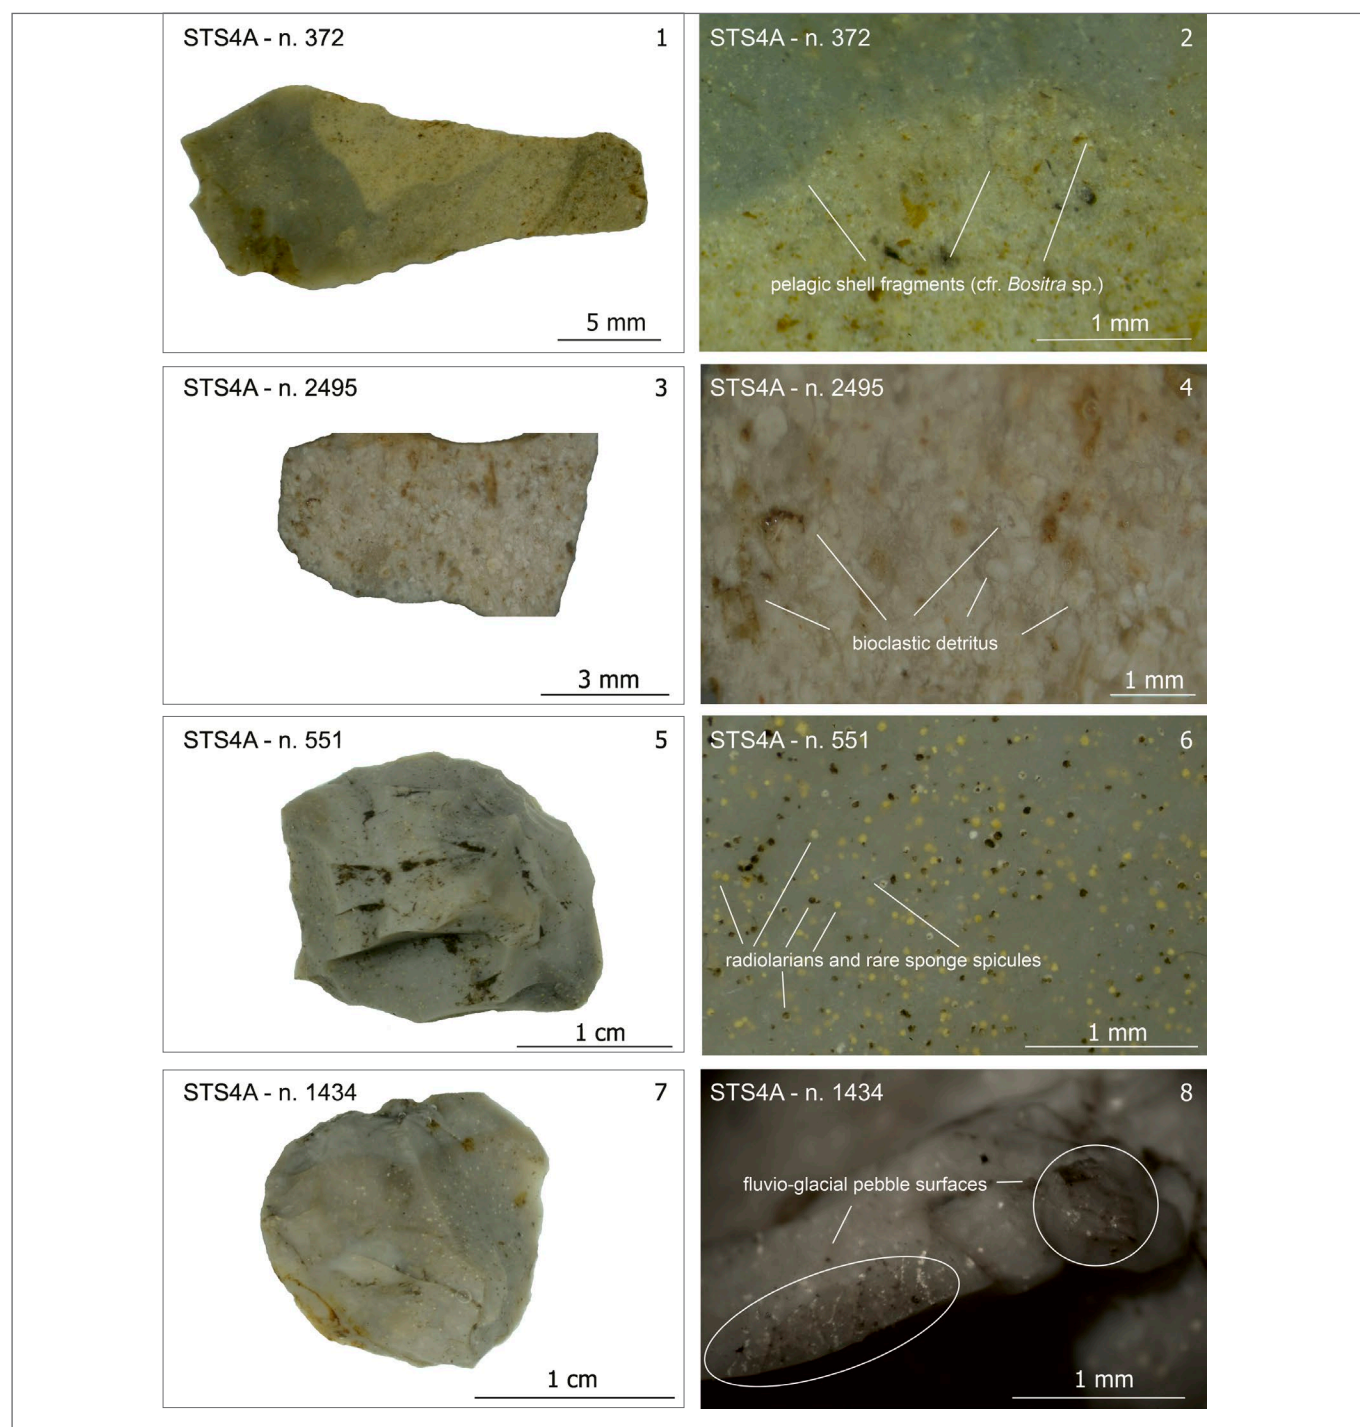 STS4A - n. 372 1
5 mm
STS4A - n. 372 2
pelagic shell fragments (cfr. Bositra sp.)
1 mm
STS4A - n. 2495 3
3 mm
STS4A - n. 2495 4
bioclastic detritus
1 mm
STS4A - n. 551 5
1 cm
STS4A - n. 551 6
radiolarians and rare sponge spicules
1 mm
STS4A - n. 1434 7
1 cm
STS4A - n. 1434 8
fluvio-glacial pebble surfaces
1 mm